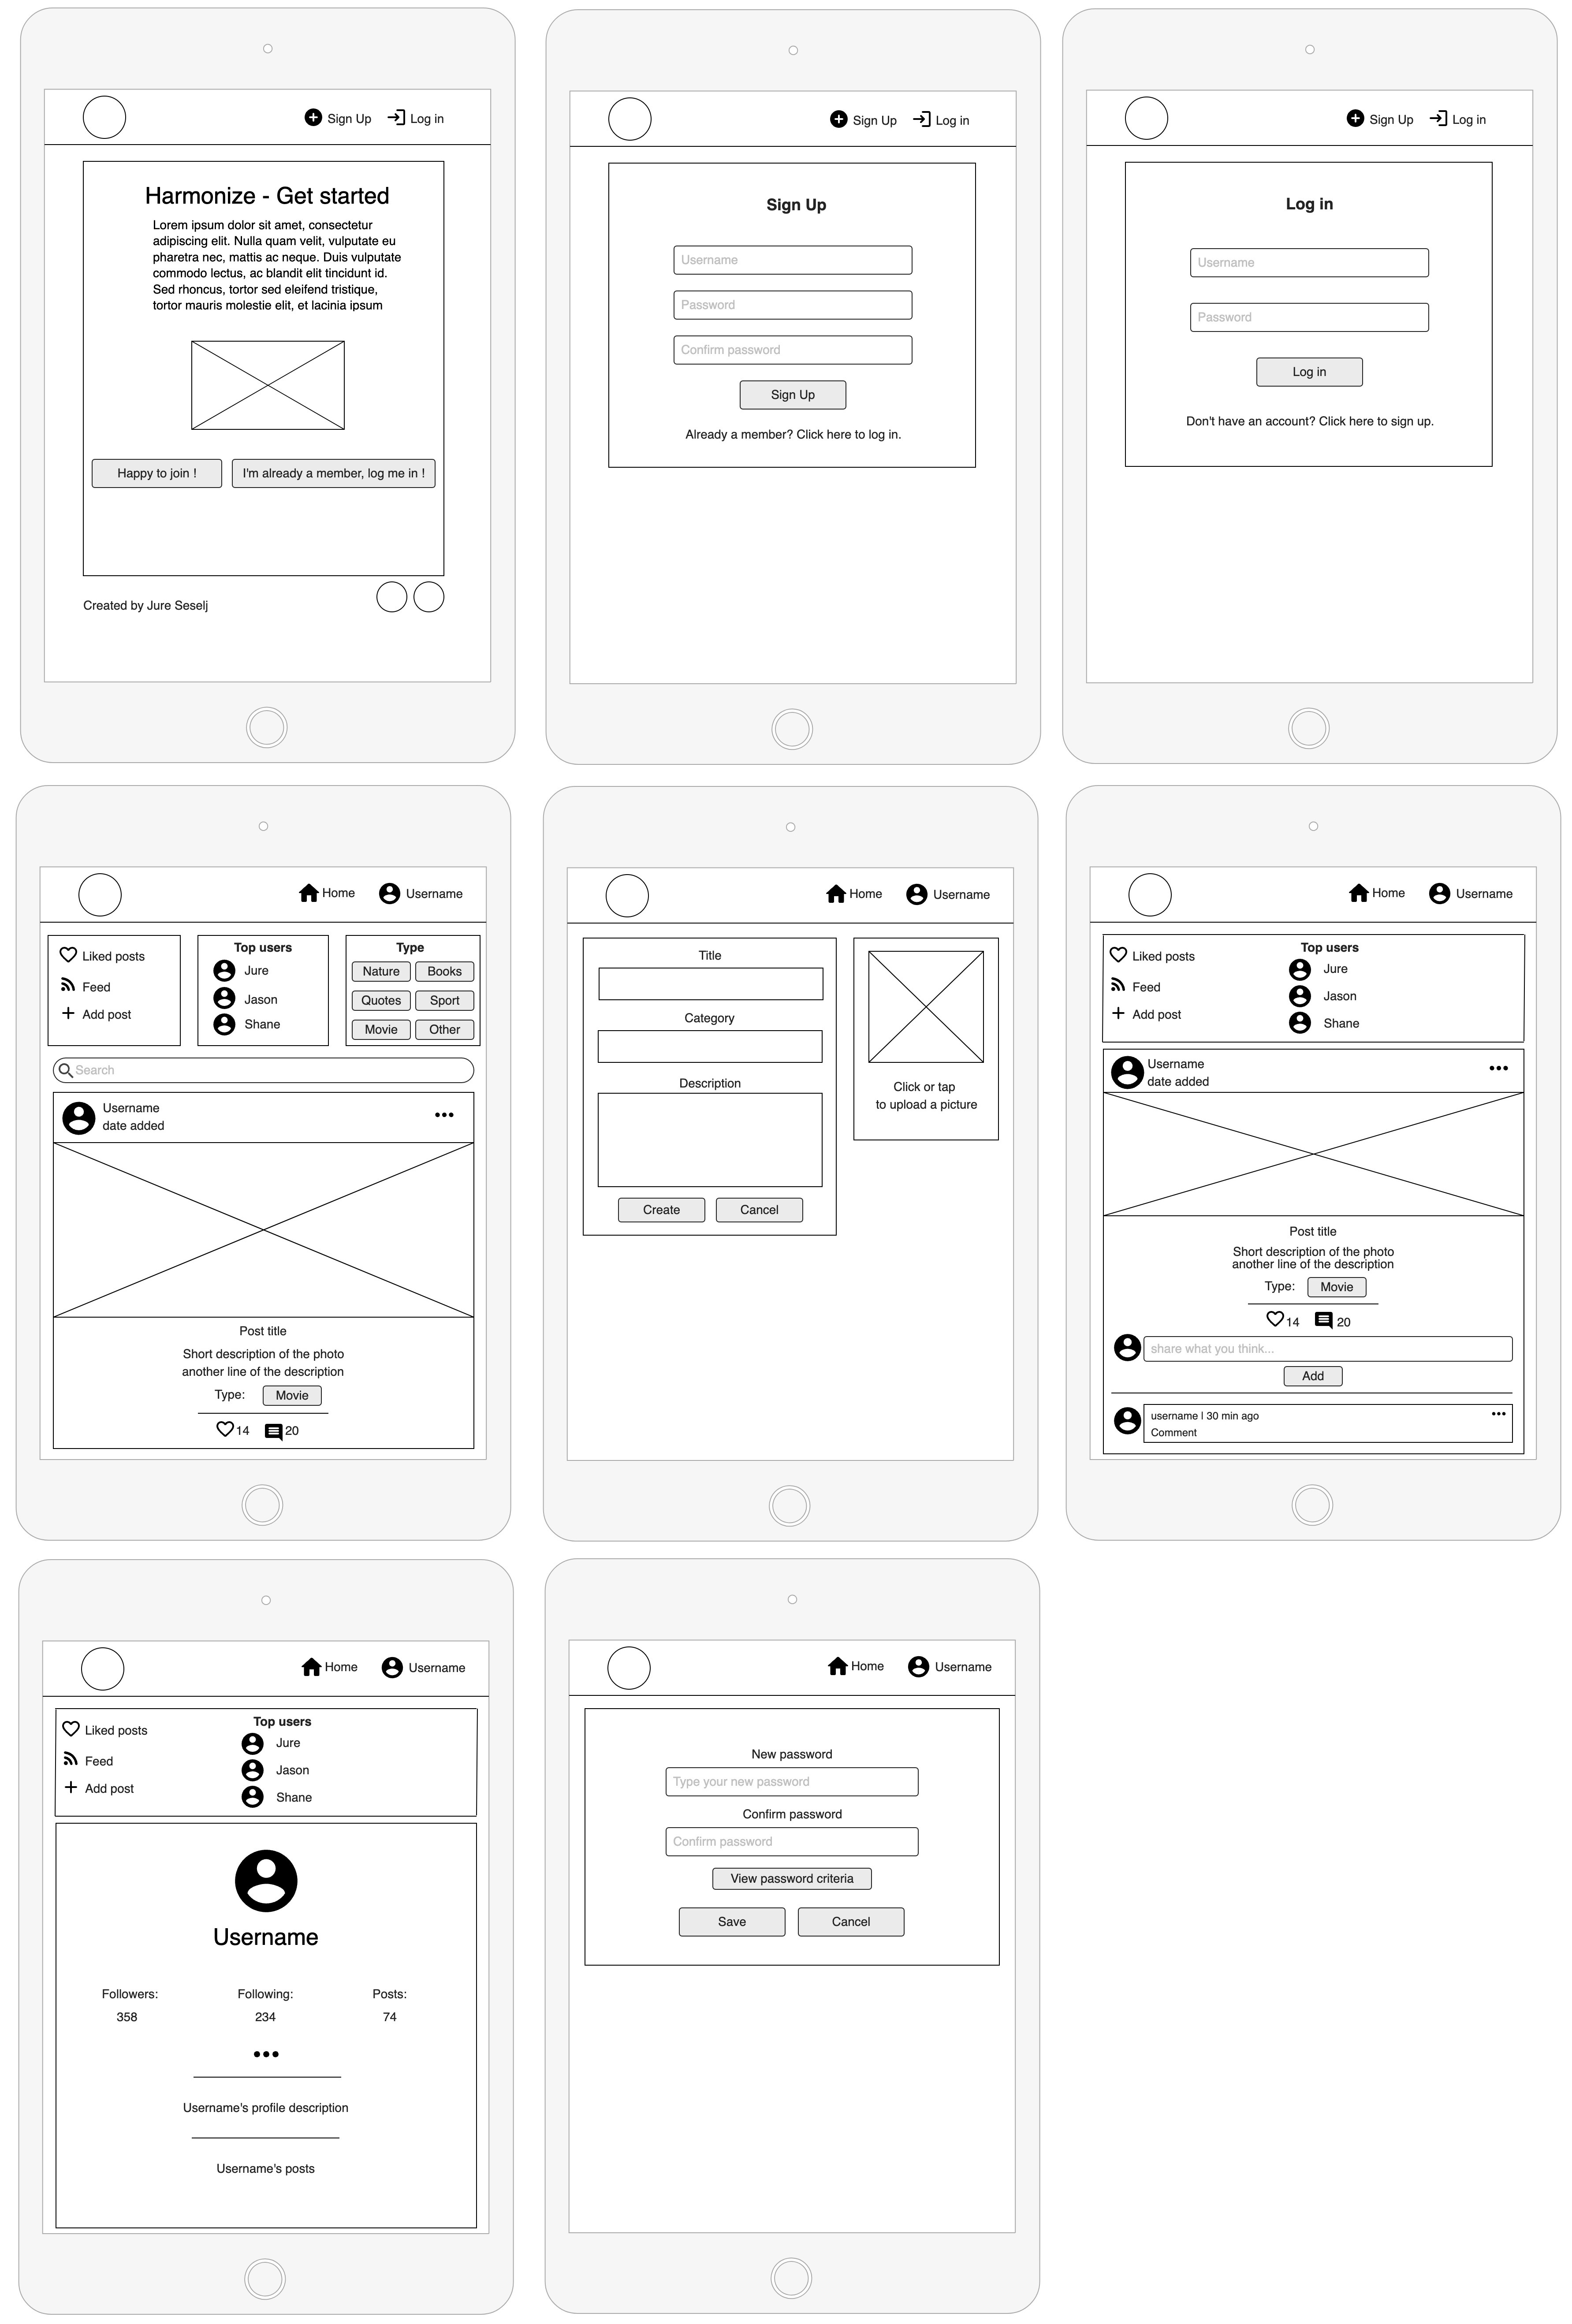 Sign Up
Log in
Harmonize - Get started
Lorem ipsum dolor sit amet, consectetur
adipiscing elit. Nulla quam velit, vulputate eu
pharetra nec, mattis ac neque. Duis vulputate
commodo lectus, ac blandit elit tincidunt id.
Sed rhoncus, tortor sed eleifend tristique,
tortor mauris molestie elit, et lacinia ipsum
Happy to join !
I'm already a member, log me in !
Created by Jure Seselj
Sign Up
Log in
Sign Up
Username
Password
Confirm password
Sign Up
Already a member? Click here to log in.
Sign Up
Log in
Log in
Username
Password
Log in
Don't have an account? Click here to sign up.
Home
Username
Liked posts
Feed
Add post
Top users
Jure
Jason
Shane
Type
Nature
Books
Quotes
Sport
Movie
Other
Search
Username
date added
Post title
Short description of the photo
another line of the description
Type:
Movie
14
20
Home
Username
Title
Category
Description
Create
Cancel
Click or tap
to upload a picture
Home
Username
Liked posts
Feed
Add post
Top users
Jure
Jason
Shane
Username
date added
Post title
Short description of the photo
another line of the description
Type:
Movie
14
20
share what you think...
Add
username | 30 min ago
Comment
Home
Username
Liked posts
Feed
Add post
Top users
Jure
Jason
Shane
Username
Followers:
358
Following:
234
Posts:
74
Username's profile description
Username's posts
Home
Username
New password
Type your new password
Confirm password
Confirm password
View password criteria
Save
Cancel